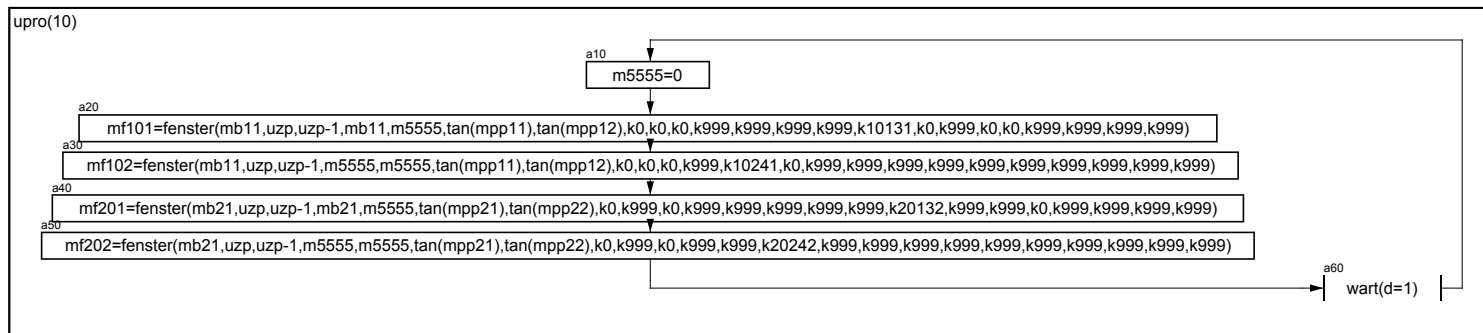 upro(10)
a10
m5555=0
a20
mf101=fenster(mb11,uzp,uzp-1,mb11,m5555,tan(mpp11),tan(mpp12),k0,k0,k0,k999,k999,k999,k999,k10131,k0,k999,k0,k0,k999,k999,k999,k999)
a30
mf102=fenster(mb11,uzp,uzp-1,m5555,m5555,tan(mpp11),tan(mpp12),k0,k0,k0,k999,k10241,k0,k999,k999,k999,k999,k999,k999,k999,k999,k999)
a40
mf201=fenster(mb21,uzp,uzp-1,mb21,m5555,tan(mpp21),tan(mpp22),k0,k999,k0,k999,k999,k999,k999,k999,k20132,k999,k999,k0,k999,k999,k999)
a50
mf202=fenster(mb21,uzp,uzp-1,m5555,m5555,tan(mpp21),tan(mpp22),k0,k999,k0,k999,k999,k20242,k999,k999,k999,k999,k999,k999,k999,k999,k999,k999)
a60
wart(d=1)